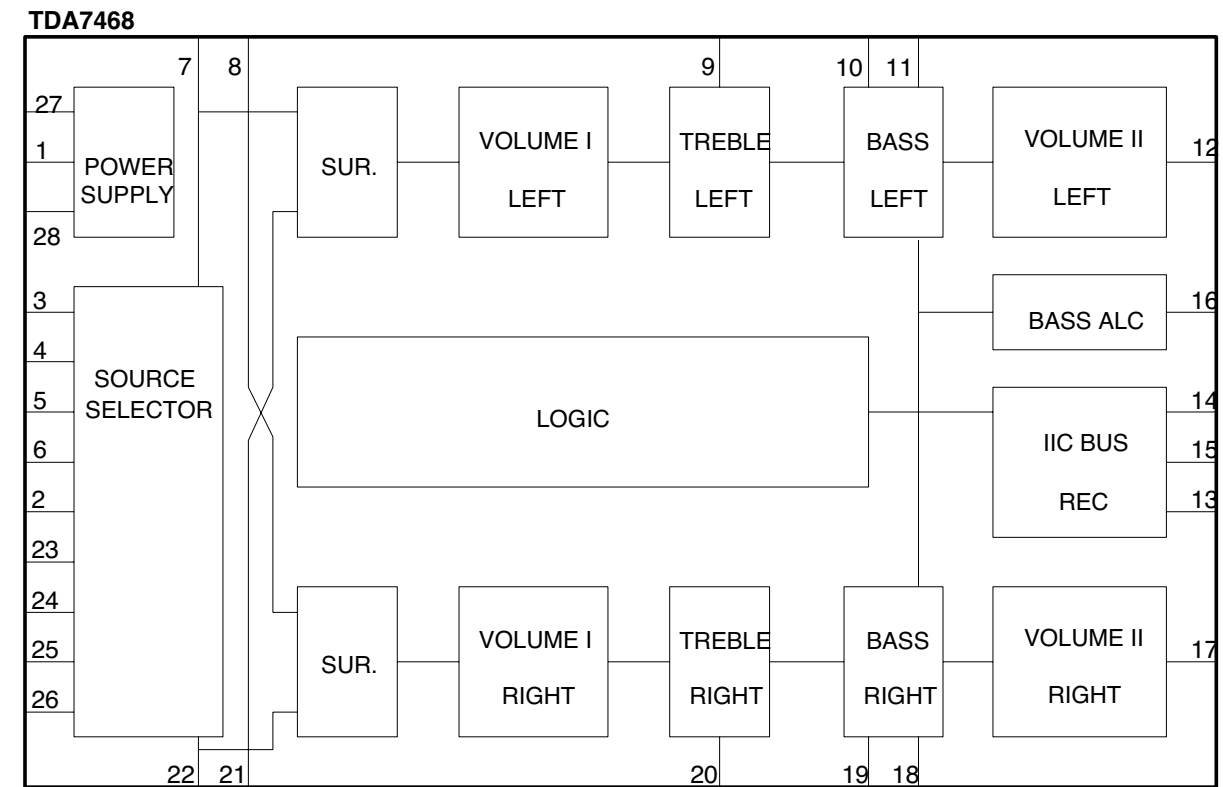 TDA7468
7
8
9
10
11
27
1
28
POWER
SUPPLY
SUR.
VOLUME I
LEFT
TREBLE
LEFT
BASS
LEFT
VOLUME II
LEFT
12
3
4
5
6
2
23
24
25
26
SOURCE
SELECTOR
LOGIC
BASS ALC
16
IIC BUS
REC
14
15
13
SUR.
VOLUME I
RIGHT
TREBLE
RIGHT
BASS
RIGHT
VOLUME II
RIGHT
17
22
21
20
19
18